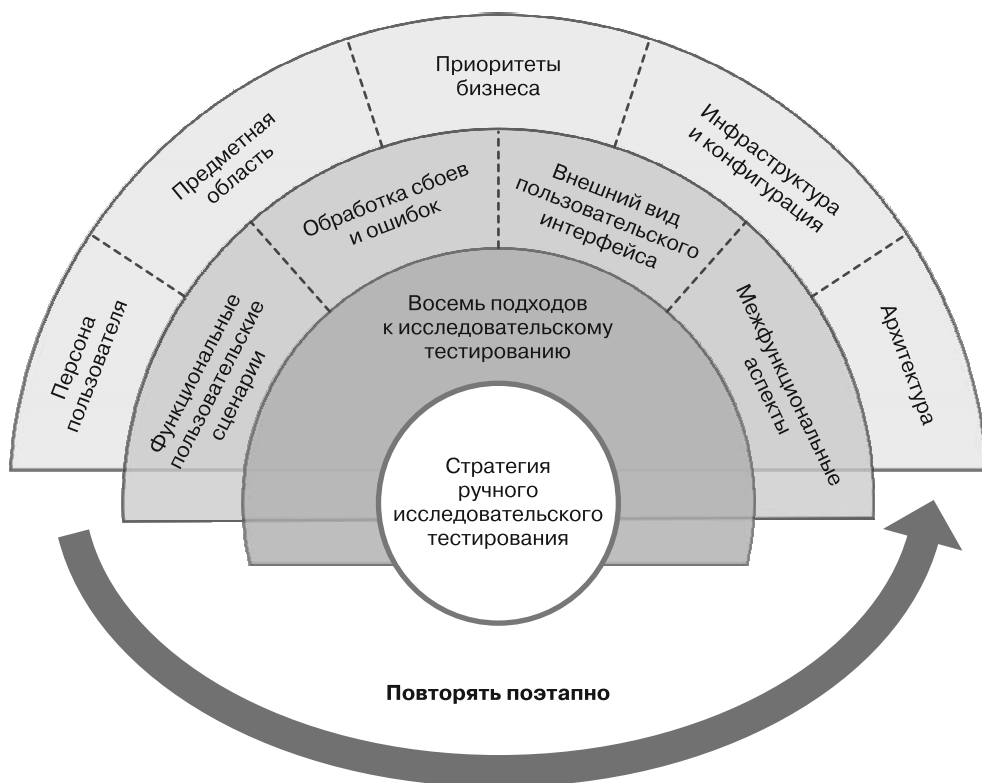 Приоритеты
бизнеса
Предметная
область
Инфраструктура
и конфигурация
Персона
пользователя
Архитектура
Обработка сбоев
и ошибок
Внешний вид
пользовательского
интерфейса
Функциональные
пользовательские
сценарии
Межфункциональные
аспекты
Восемь подходов
к исследовательскому
тестированию
Стратегия
ручного
исследовательского
тестирования
Повторять поэтапно